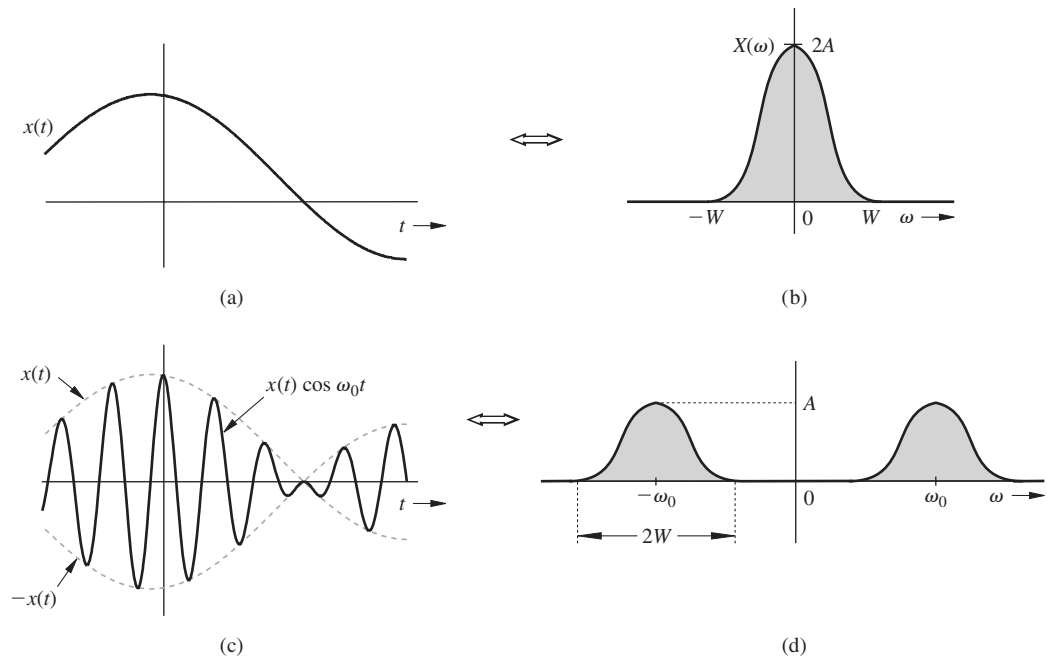 X(ω) 2A
x(t)
−W 0 W ω
t
(a) (b)
x(t) x(t) cos ω₀t
A
−ω₀ 0 ω₀ ω
t
2W
−x(t)
(c) (d)